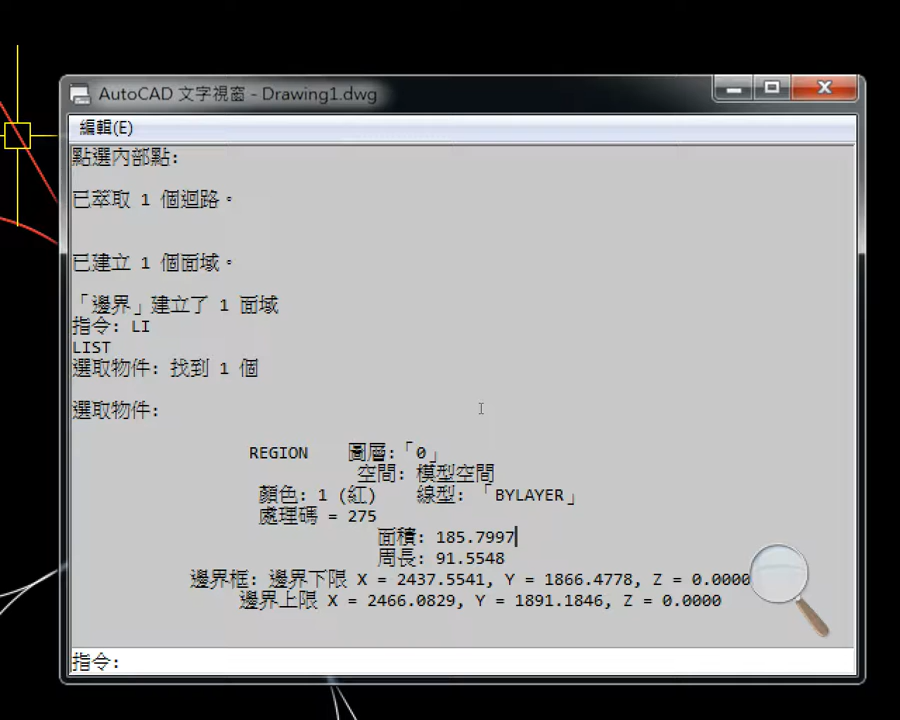 AutoCAD 文字視窗 - Drawing1.dwg
編輯(E)
點選內部點:
已萃取 1 個迴路。
已建立 1 個面域。
「邊界」建立了 1 面域
指令: LI
LIST
選取物件: 找到 1 個
選取物件:
REGION 圖層:「0」
空間: 模型空間
顏色: 1 (紅) 線型: 「BYLAYER」
處理碼 = 275
面積: 185.7997
周長: 91.5548
邊界框: 邊界下限 X = 2437.5541, Y = 1866.4778, Z = 0.0000
邊界上限 X = 2466.0829, Y = 1891.1846, Z = 0.0000
指令: